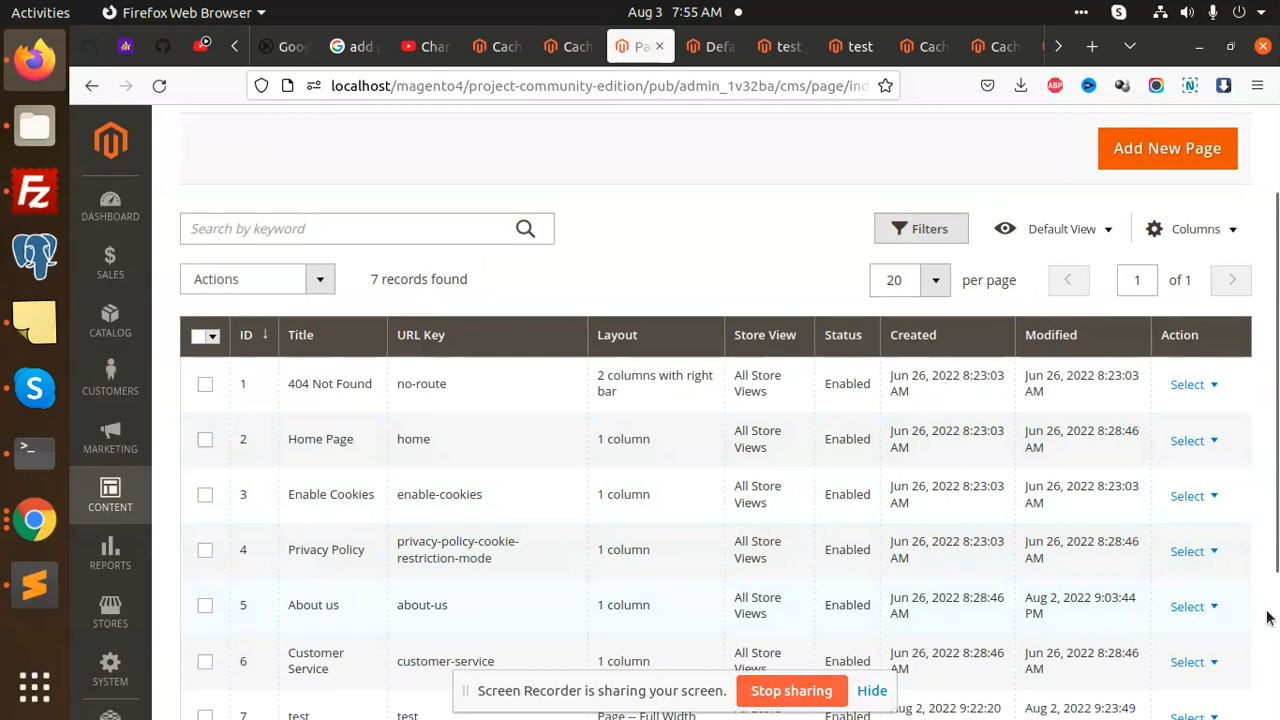 Activities
Firefox Web Browser
Aug 3 7:55 AM
Goo
add
Char
Cach
Cach
Pa
Defa
test
test
Cach
Cach
localhost/magento4/project-community-edition/pub/admin_1v32ba/cms/page/ind
ABP
DASHBOARD
SALES
CATALOG
CUSTOMERS
MARKETING
CONTENT
REPORTS
STORES
SYSTEM
Add New Page
Search by keyword
Filters
Default View
Columns
Actions
7 records found
20
per page
1
of 1
ID Title URL Key Layout Store View Status Created Modified Action
1 404 Not Found no-route 2 columns with right bar All Store Views Enabled Jun 26, 2022 8:23:03 AM Jun 26, 2022 8:23:03 AM Select
2 Home Page home 1 column All Store Views Enabled Jun 26, 2022 8:23:03 AM Jun 26, 2022 8:28:46 AM Select
3 Enable Cookies enable-cookies 1 column All Store Views Enabled Jun 26, 2022 8:23:03 AM Jun 26, 2022 8:23:03 AM Select
4 Privacy Policy privacy-policy-cookie-restriction-mode 1 column All Store Views Enabled Jun 26, 2022 8:23:03 AM Jun 26, 2022 8:28:46 AM Select
5 About us about-us 1 column All Store Views Enabled Jun 26, 2022 8:28:46 AM Aug 2, 2022 9:03:44 PM Select
6 Customer Service customer-service 1 column All Store Views Enabled Jun 26, 2022 8:28:46 AM Jun 26, 2022 8:28:46 AM Select
7 test test Page -- Full Width Aug 2, 2022 9:22:20 Aug 2, 2022 9:23:49 Select
Screen Recorder is sharing your screen.
Stop sharing
Hide